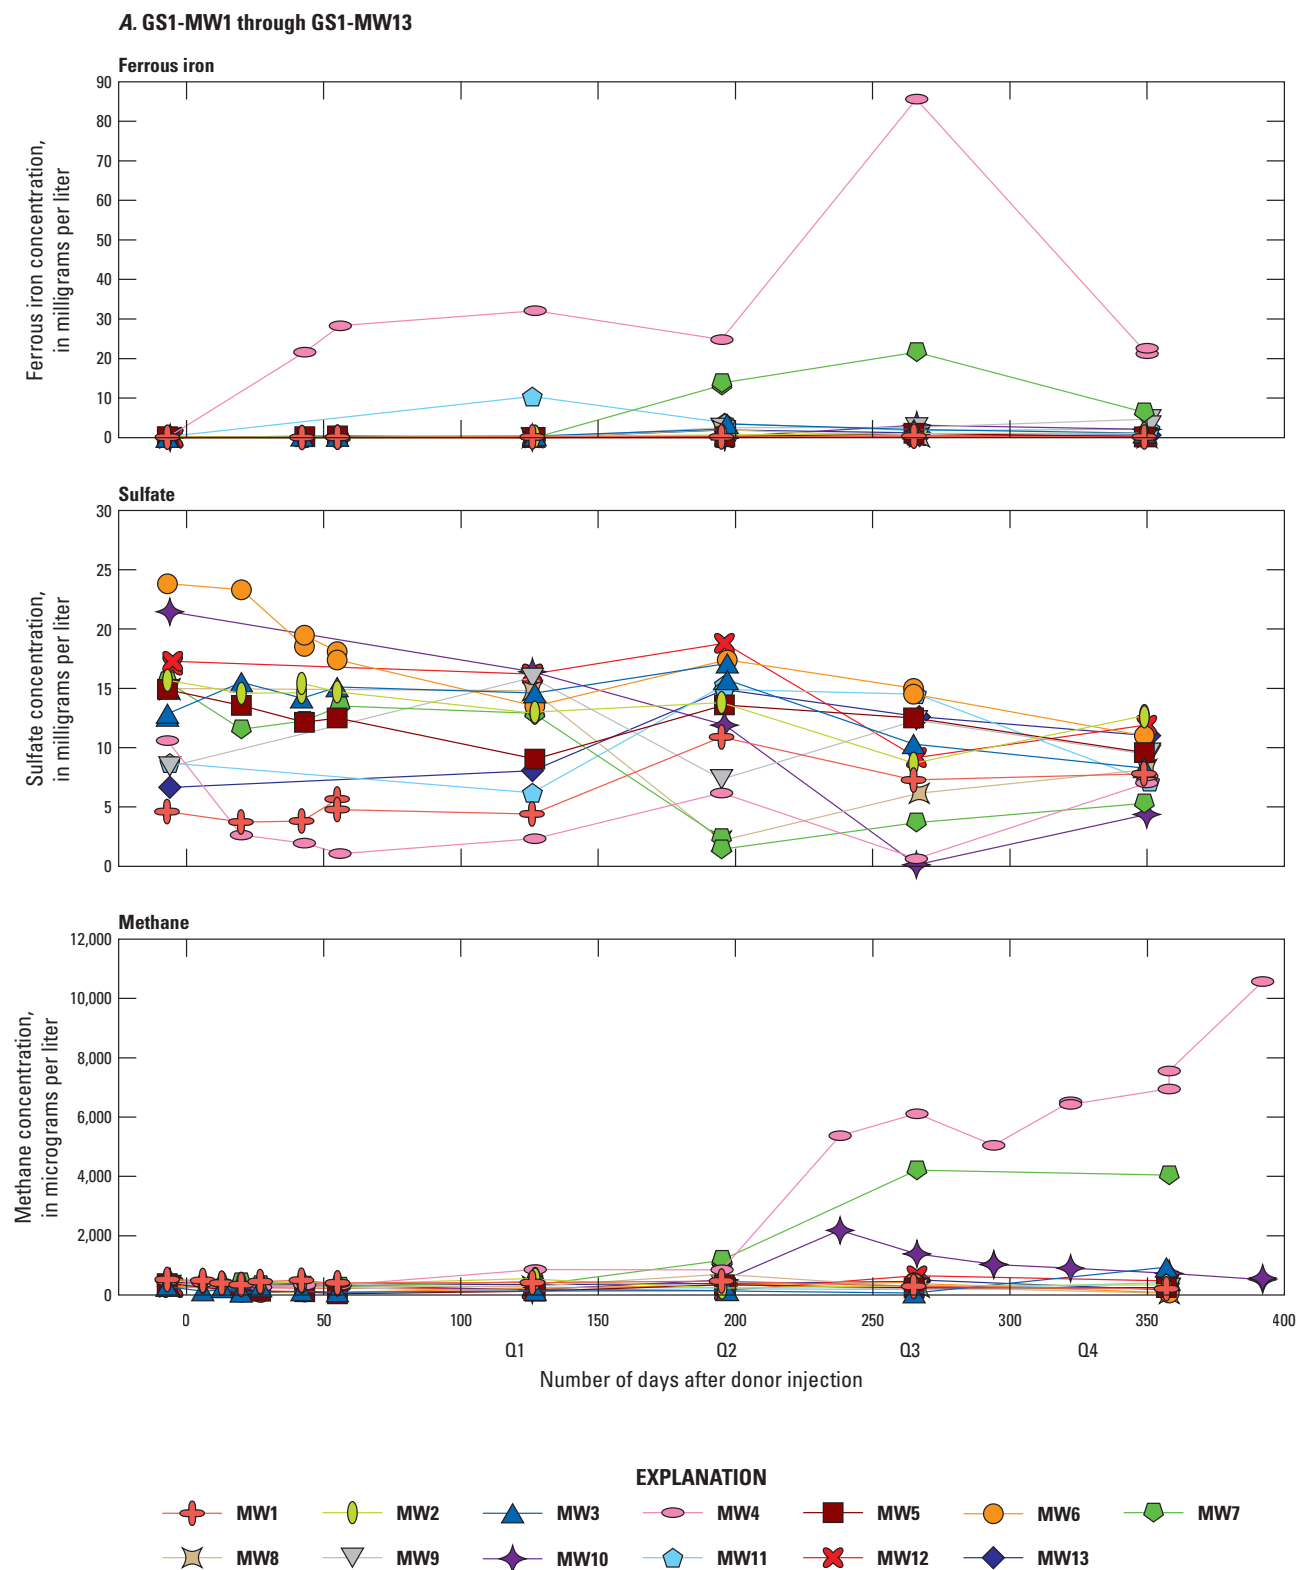 A. GS1-MW1 through GS1-MW13
Ferrous iron
Ferrous iron concentration,
in milligrams per liter
90
80
70
60
50
40
30
20
10
0
Sulfate
Sulfate concentration,
in milligrams per liter
30
25
20
15
10
5
0
Methane
Methane concentration,
in micrograms per liter
12,000
10,000
8,000
6,000
4,000
2,000
0
0 50 100 150 200 250 300 350 400
Q1 Q2 Q3 Q4
Number of days after donor injection
EXPLANATION
MW1 MW2 MW3 MW4 MW5 MW6 MW7
MW8 MW9 MW10 MW11 MW12 MW13